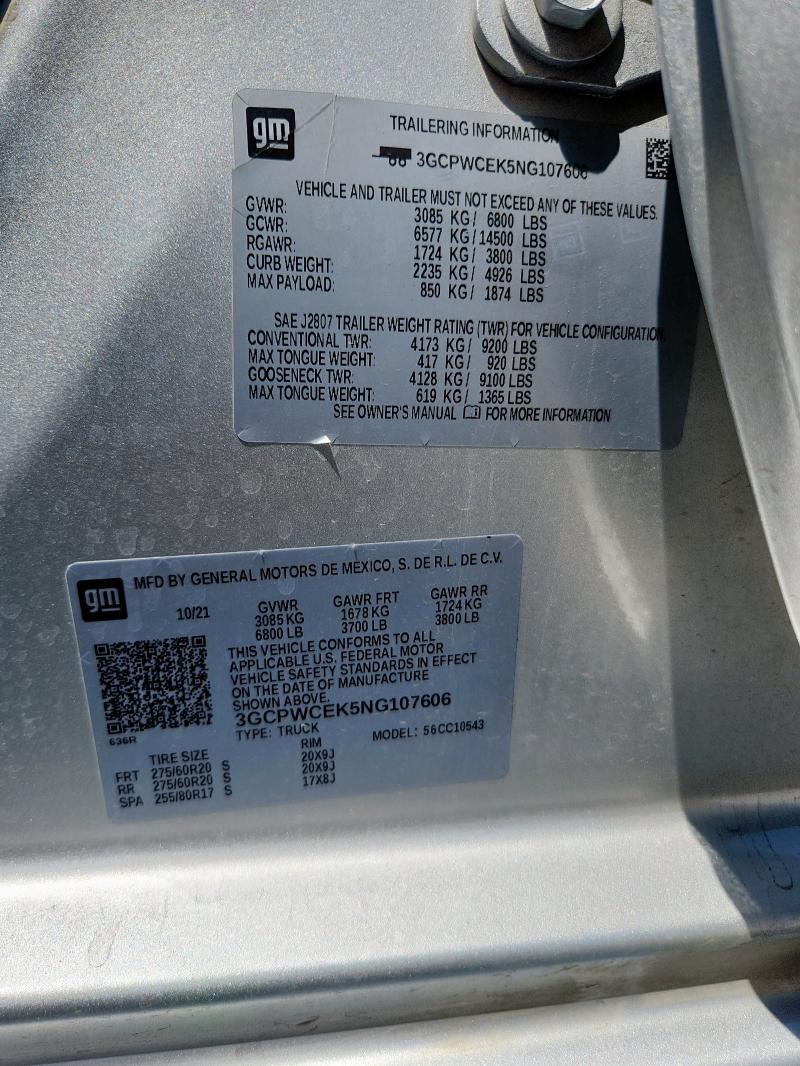 gm
TRAILERING INFORMATION
3GCPWCEK5NG107606
VEHICLE AND TRAILER MUST NOT EXCEED ANY OF THESE VALUES.
GVWR: 3085 KG / 6800 LBS
GCWR: 6577 KG / 14500 LBS
RGAWR: 1724 KG / 3800 LBS
CURB WEIGHT: 2235 KG / 4926 LBS
MAX PAYLOAD: 850 KG / 1874 LBS
SAE J2807 TRAILER WEIGHT RATING (TWR) FOR VEHICLE CONFIGURATION
CONVENTIONAL TWR: 4173 KG / 9200 LBS
MAX TONGUE WEIGHT: 417 KG / 920 LBS
GOOSENECK TWR: 4128 KG / 9100 LBS
MAX TONGUE WEIGHT: 619 KG / 1365 LBS
SEE OWNER'S MANUAL FOR MORE INFORMATION
gm
MFD BY GENERAL MOTORS DE MEXICO, S. DE R.L. DE C.V.
10/21 GVWR GAWR FRT GAWR RR
3085 KG 1678 KG 1724 KG
6800 LB 3700 LB 3800 LB
THIS VEHICLE CONFORMS TO ALL
APPLICABLE U.S. FEDERAL MOTOR
VEHICLE SAFETY STANDARDS IN EFFECT
ON THE DATE OF MANUFACTURE
SHOWN ABOVE.
3GCPWCEK5NG107606
636R
TYPE: TRUCK MODEL: 56CC10543
TIRE SIZE RIM
FRT 275/60R20 S 20X9J
RR 275/60R20 S 20X9J
SPA 255/80R17 S 17X8J